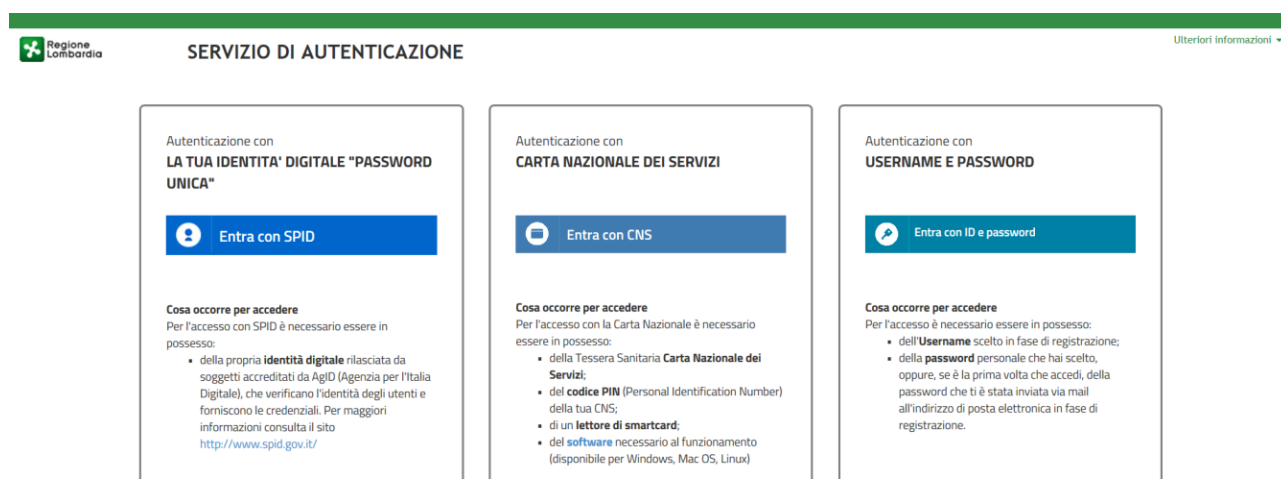 Regione
Lombardia
SERVIZIO DI AUTENTICAZIONE
Ulteriori informazioni
Autenticazione con
LA TUA IDENTITA' DIGITALE "PASSWORD
UNICA"
Entra con SPID
Cosa occorre per accedere
Per l'accesso con SPID è necessario essere in
possesso:
• della propria identità digitale rilasciata da
soggetti accreditati da AgID (Agenzia per l'Italia
Digitale), che verificano l'identità degli utenti e
forniscono le credenziali. Per maggiori
informazioni consulta il sito
http://www.spid.gov.it/
Autenticazione con
CARTA NAZIONALE DEI SERVIZI
Entra con CNS
Cosa occorre per accedere
Per l'accesso con la Carta Nazionale è necessario
essere in possesso:
• della Tessera Sanitaria Carta Nazionale dei
Servizi;
• del codice PIN (Personal Identification Number)
della tua CNS;
• di un lettore di smartcard;
• del software necessario al funzionamento
(disponibile per Windows, Mac OS, Linux)
Autenticazione con
USERNAME E PASSWORD
Entra con ID e password
Cosa occorre per accedere
Per l'accesso è necessario essere in possesso:
• dell'Username scelto in fase di registrazione;
• della password personale che hai scelto,
oppure, se è la prima volta che accedi, della
password che ti è stata inviata via mail
all'indirizzo di posta elettronica in fase di
registrazione.